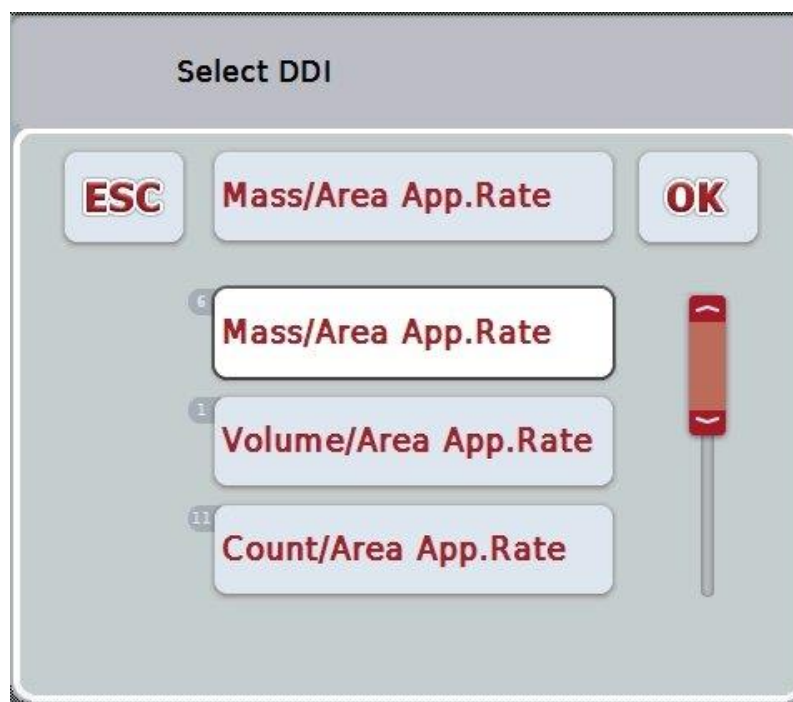 Select DDI
ESC
Mass/Area App.Rate
OK
6
Mass/Area App.Rate
1
Volume/Area App.Rate
11
Count/Area App.Rate